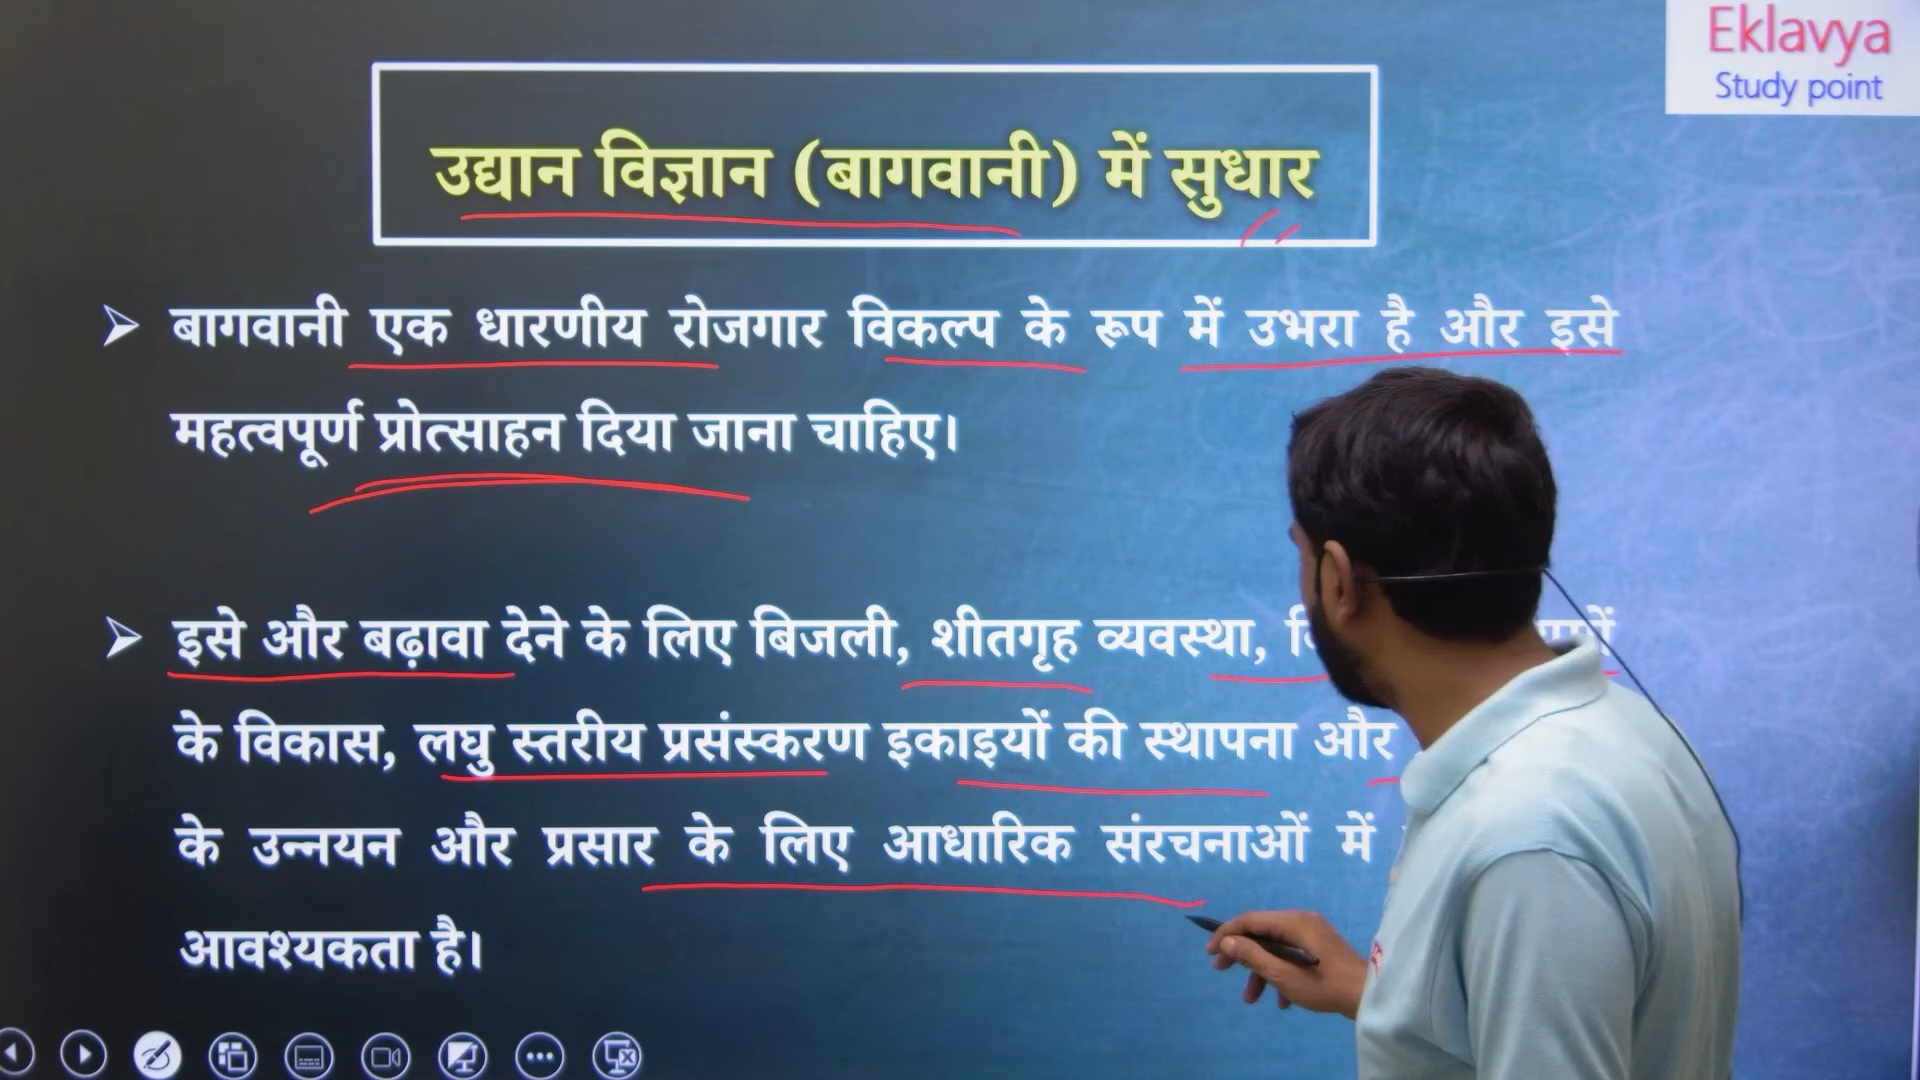 Eklavya
Study point
उद्यान विज्ञान (बागवानी) में सुधार
बागवानी एक धारणीय रोजगार विकल्प के रूप में उभरा है और इसे
महत्वपूर्ण प्रोत्साहन दिया जाना चाहिए।
इसे और बढ़ावा देने के लिए बिजली, शीतगृह व्यवस्था,
के विकास, लघु स्तरीय प्रसंस्करण इकाइयों की स्थापना और
के उन्नयन और प्रसार के लिए आधारिक संरचनाओं में
आवश्यकता है।